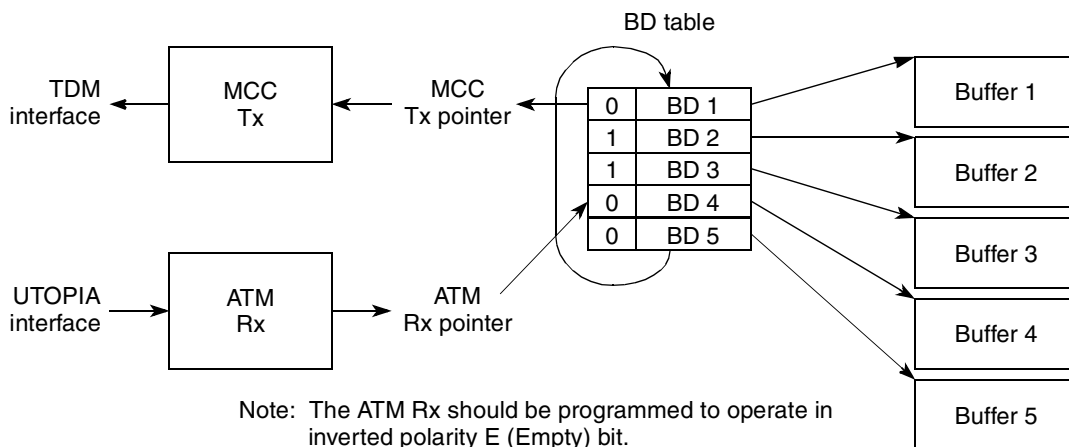 BD table
TDM
interface
MCC
Tx
MCC
Tx pointer
0 BD 1
1 BD 2
1 BD 3
0 BD 4
0 BD 5
Buffer 1
Buffer 2
Buffer 3
Buffer 4
Buffer 5
UTOPIA
interface
ATM
Rx
ATM
Rx pointer
Note: The ATM Rx should be programmed to operate in
inverted polarity E (Empty) bit.